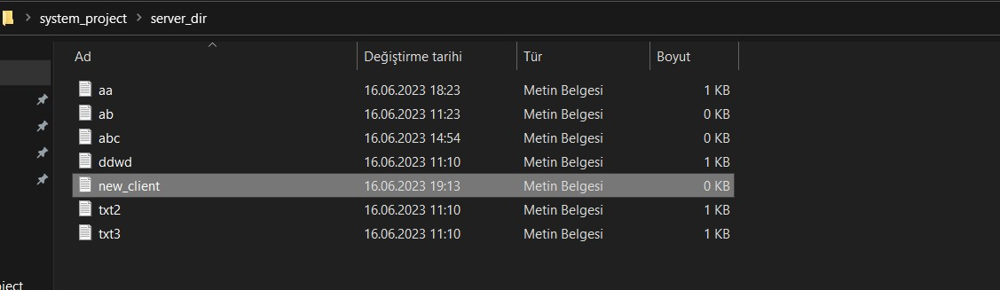 system_project > server_dir
Ad Değiştirme tarihi Tür Boyut
aa 16.06.2023 18:23 Metin Belgesi 1 KB
ab 16.06.2023 11:23 Metin Belgesi 0 KB
abc 16.06.2023 14:54 Metin Belgesi 0 KB
ddwd 16.06.2023 11:10 Metin Belgesi 1 KB
new_client 16.06.2023 19:13 Metin Belgesi 0 KB
txt2 16.06.2023 11:10 Metin Belgesi 1 KB
txt3 16.06.2023 11:10 Metin Belgesi 1 KB